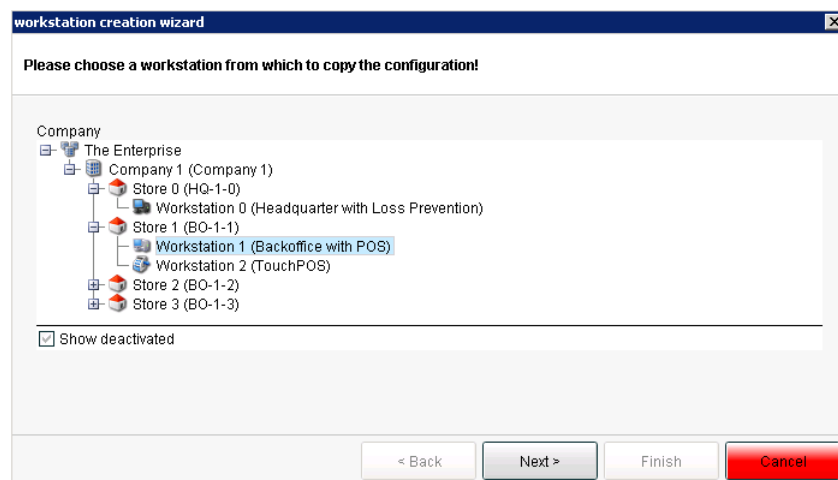 workstation creation wizard
Please choose a workstation from which to copy the configuration!
Company
The Enterprise
Company 1 (Company 1)
Store 0 (HQ-1-0)
Workstation 0 (Headquarter with Loss Prevention)
Store 1 (BO-1-1)
Workstation 1 (Backoffice with POS)
Workstation 2 (TouchPOS)
Store 2 (BO-1-2)
Store 3 (BO-1-3)
Show deactivated
< Back Next > Finish Cancel